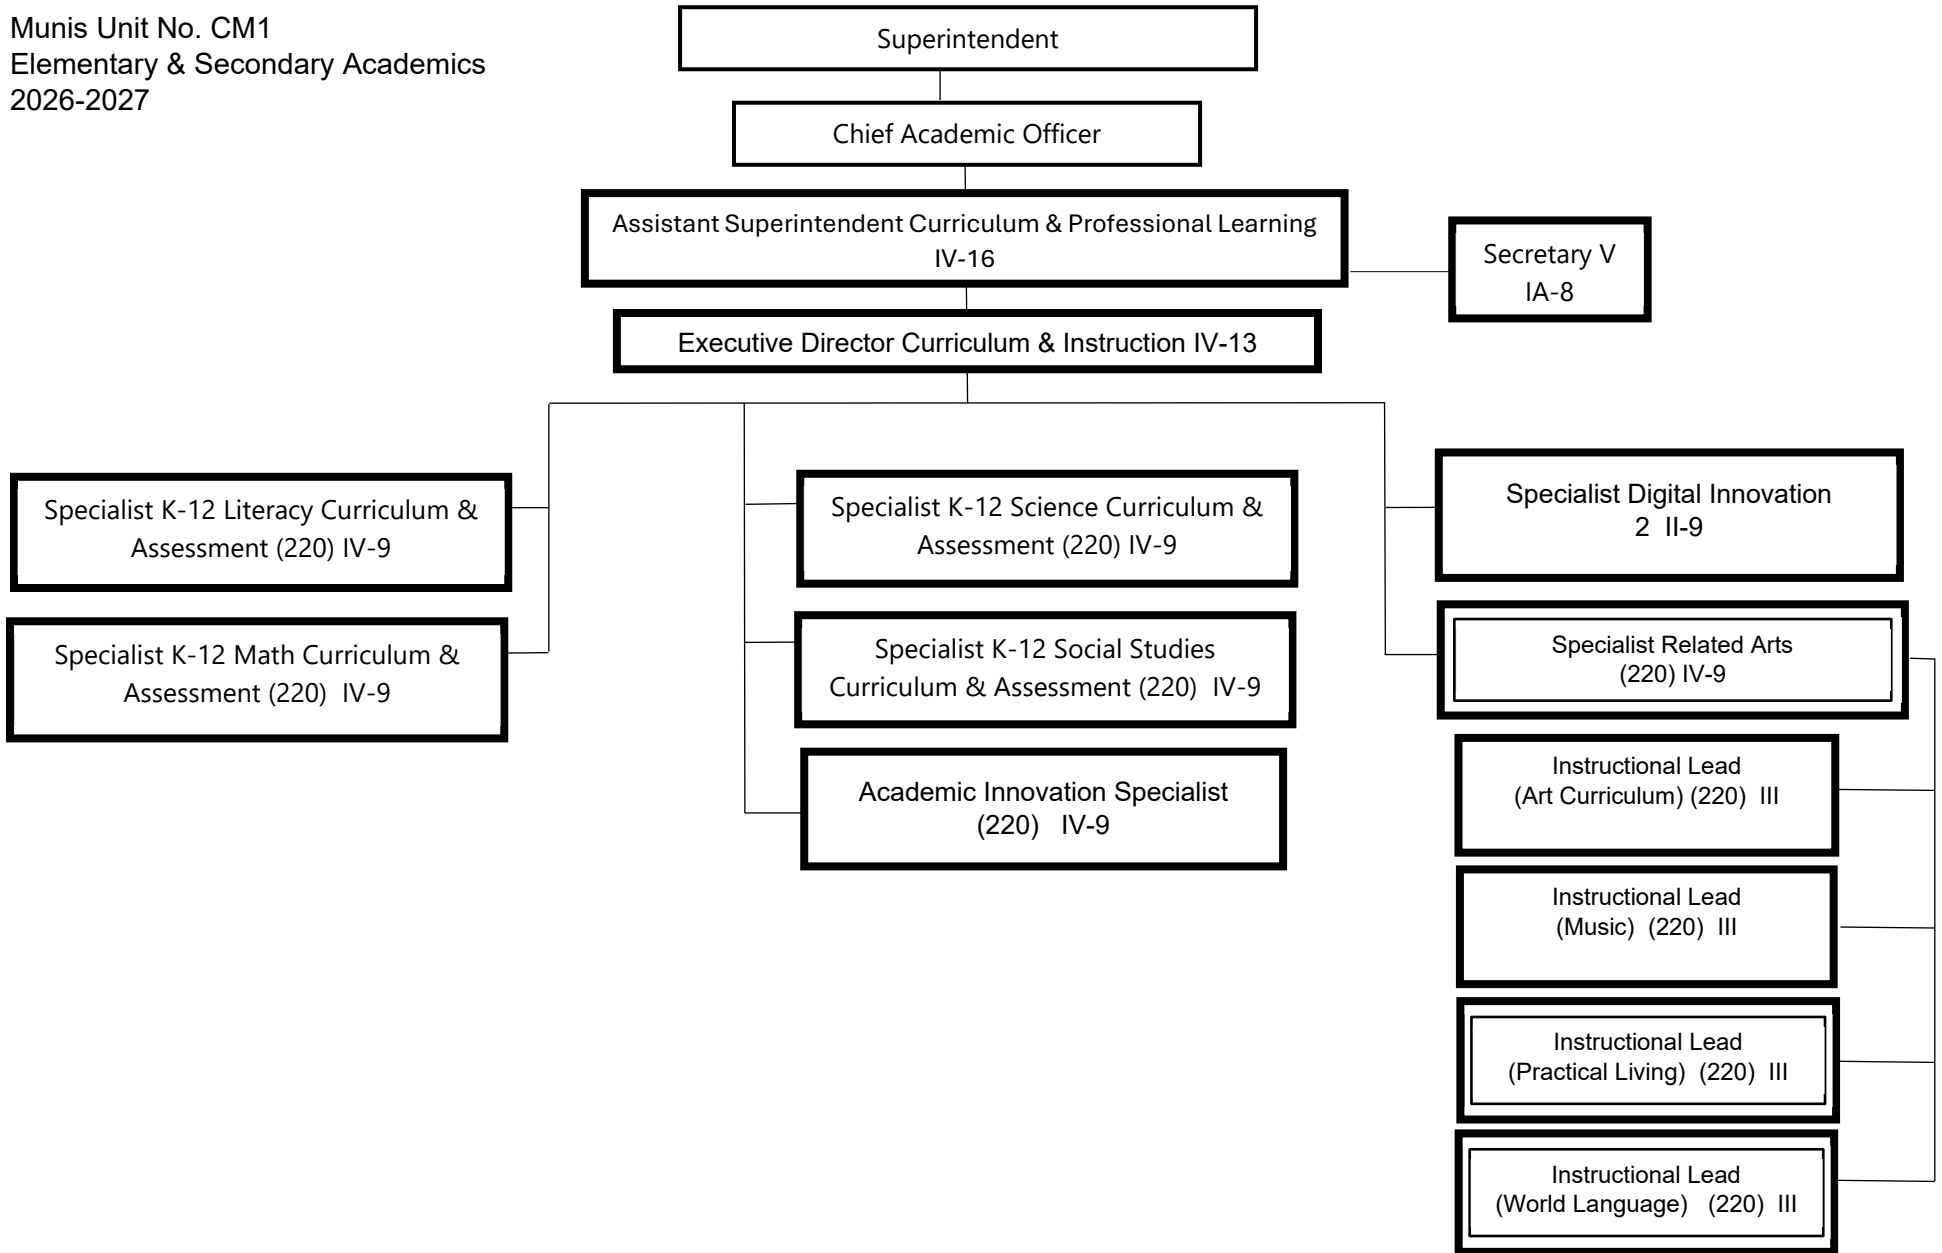 Munis Unit No. CM1
Elementary & Secondary Academics
2026-2027
Superintendent
Chief Academic Officer
Assistant Superintendent Curriculum & Professional Learning
IV-16
Secretary V
IA-8
Executive Director Curriculum & Instruction IV-13
Specialist K-12 Literacy Curriculum &
Assessment (220) IV-9
Specialist K-12 Math Curriculum &
Assessment (220) IV-9
Specialist K-12 Science Curriculum &
Assessment (220) IV-9
Specialist K-12 Social Studies
Curriculum & Assessment (220) IV-9
Academic Innovation Specialist
(220) IV-9
Specialist Digital Innovation
2 II-9
Specialist Related Arts
(220) IV-9
Instructional Lead
(Art Curriculum) (220) III
Instructional Lead
(Music) (220) III
Instructional Lead
(Practical Living) (220) III
Instructional Lead
(World Language) (220) III